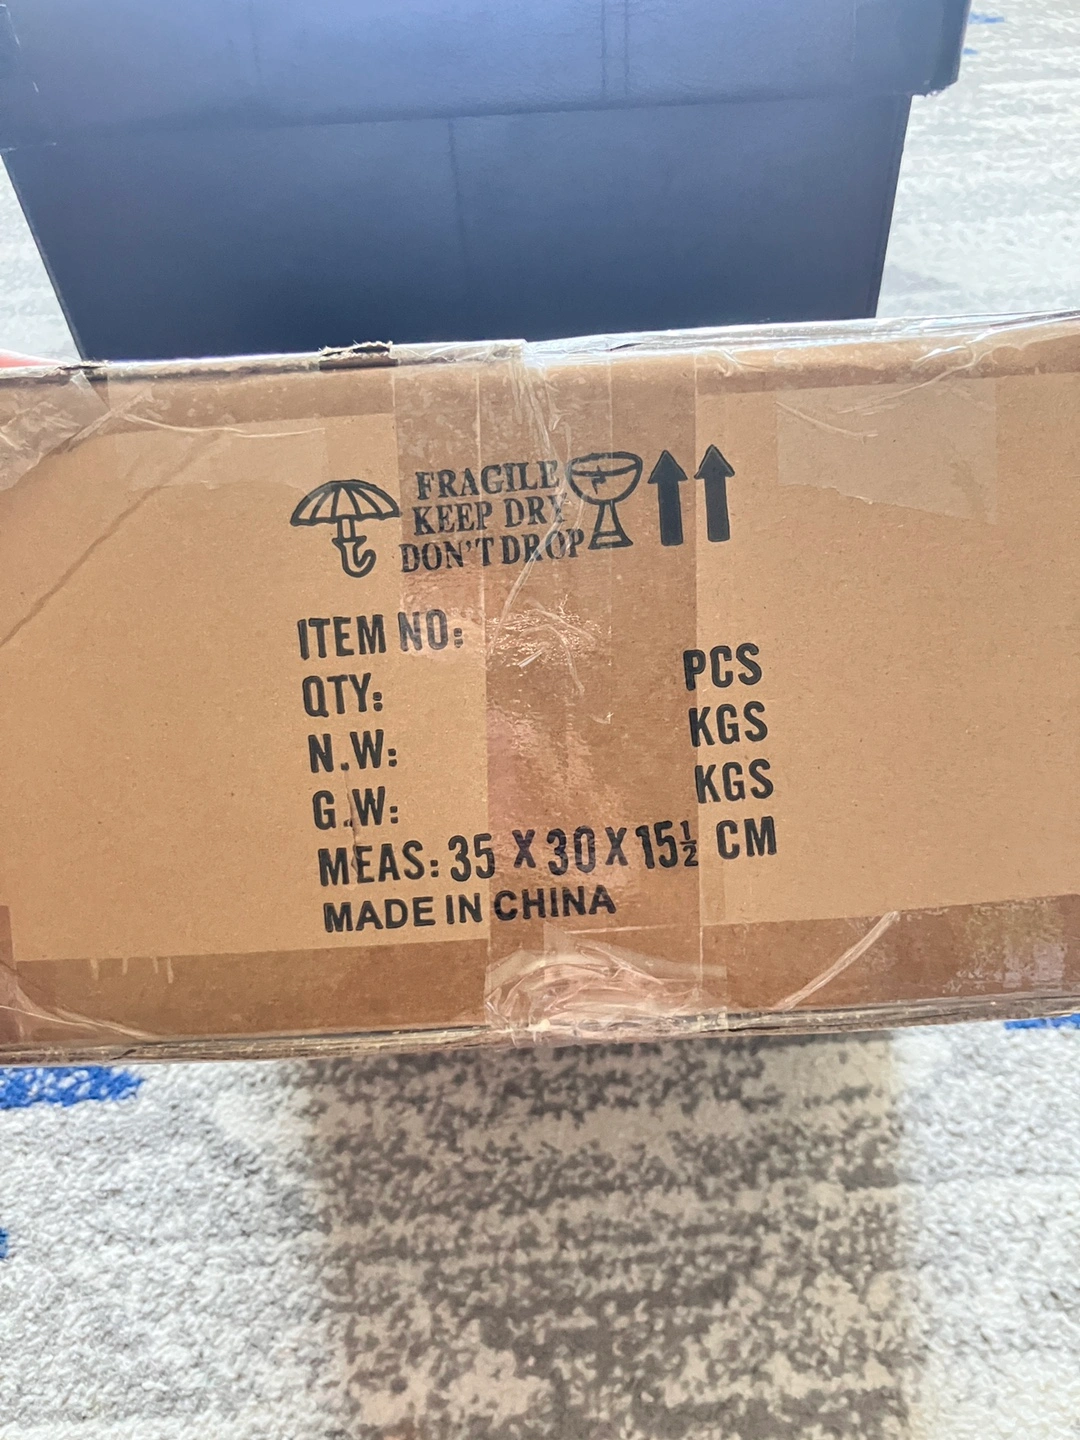 FRAGILE
KEEP DRY
DON'T DROP
ITEM NO:
QTY: PCS
N.W: KGS
G.W: KGS
MEAS: 35 X 30 X 15½ CM
MADE IN CHINA